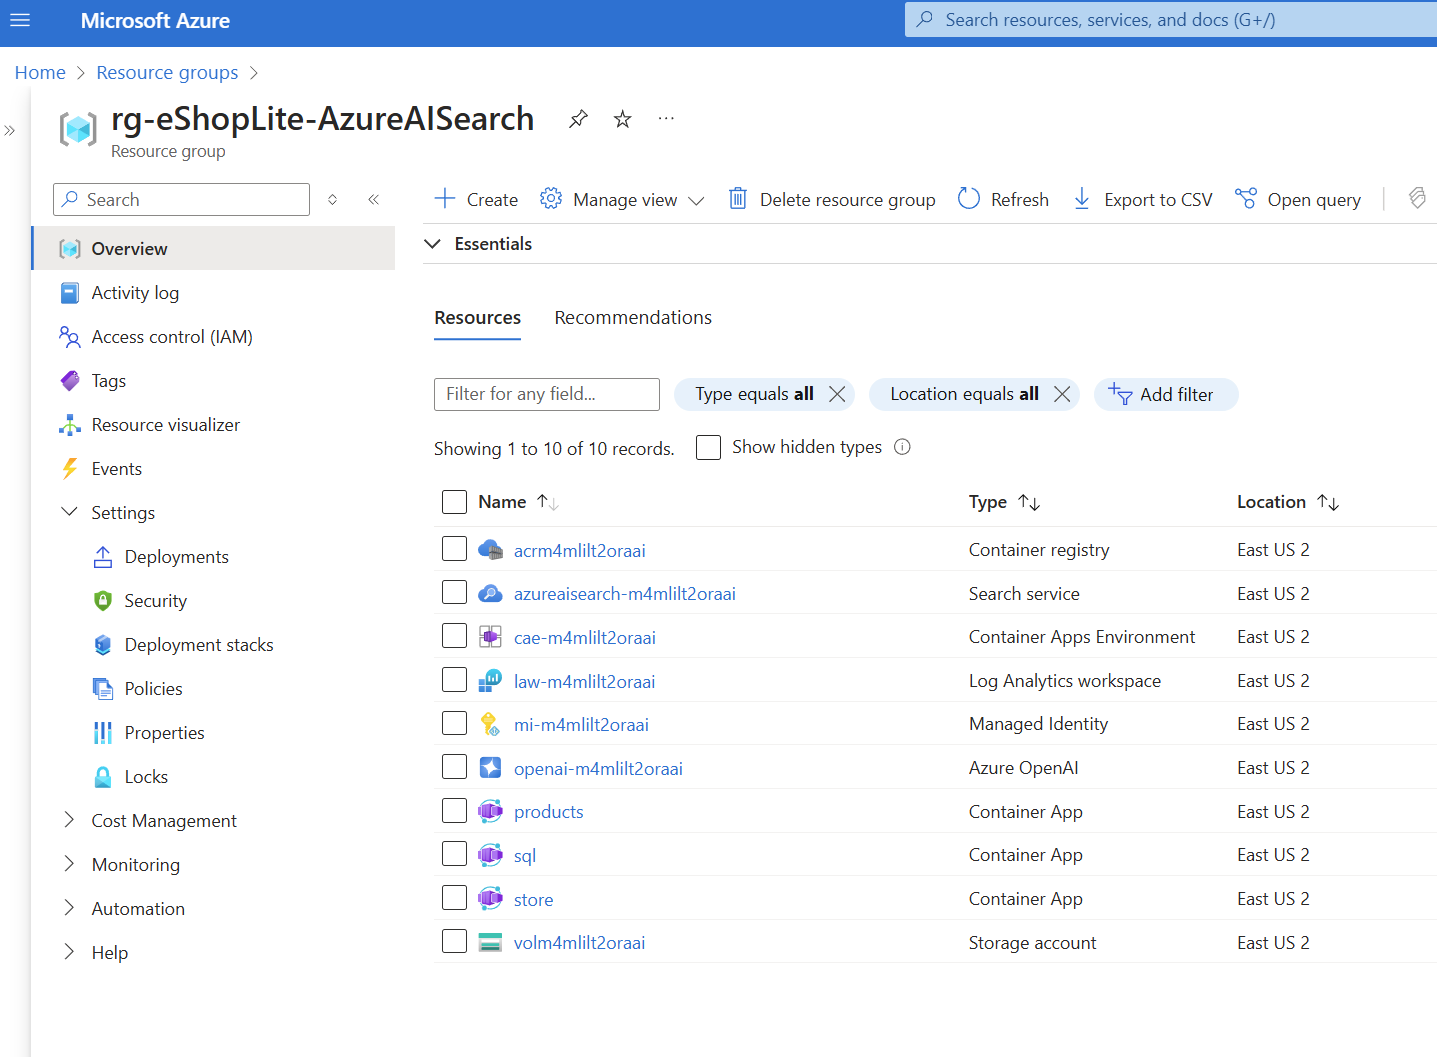 Microsoft Azure
Search resources, services, and docs (G+/)
Home > Resource groups >
rg-eShopLite-AzureAISearch
Resource group
Search
Overview
Activity log
Access control (IAM)
Tags
Resource visualizer
Events
Settings
Deployments
Security
Deployment stacks
Policies
Properties
Locks
Cost Management
Monitoring
Automation
Help
Create Manage view Delete resource group Refresh Export to CSV Open query
Essentials
Resources Recommendations
Filter for any field... Type equals all Location equals all Add filter
Showing 1 to 10 of 10 records. Show hidden types
Name Type Location
acrm4mlilt2oraai Container registry East US 2
azureaisearch-m4mlilt2oraai Search service East US 2
cae-m4mlilt2oraai Container Apps Environment East US 2
law-m4mlilt2oraai Log Analytics workspace East US 2
mi-m4mlilt2oraai Managed Identity East US 2
openai-m4mlilt2oraai Azure OpenAI East US 2
products Container App East US 2
sql Container App East US 2
store Container App East US 2
volm4mlilt2oraai Storage account East US 2